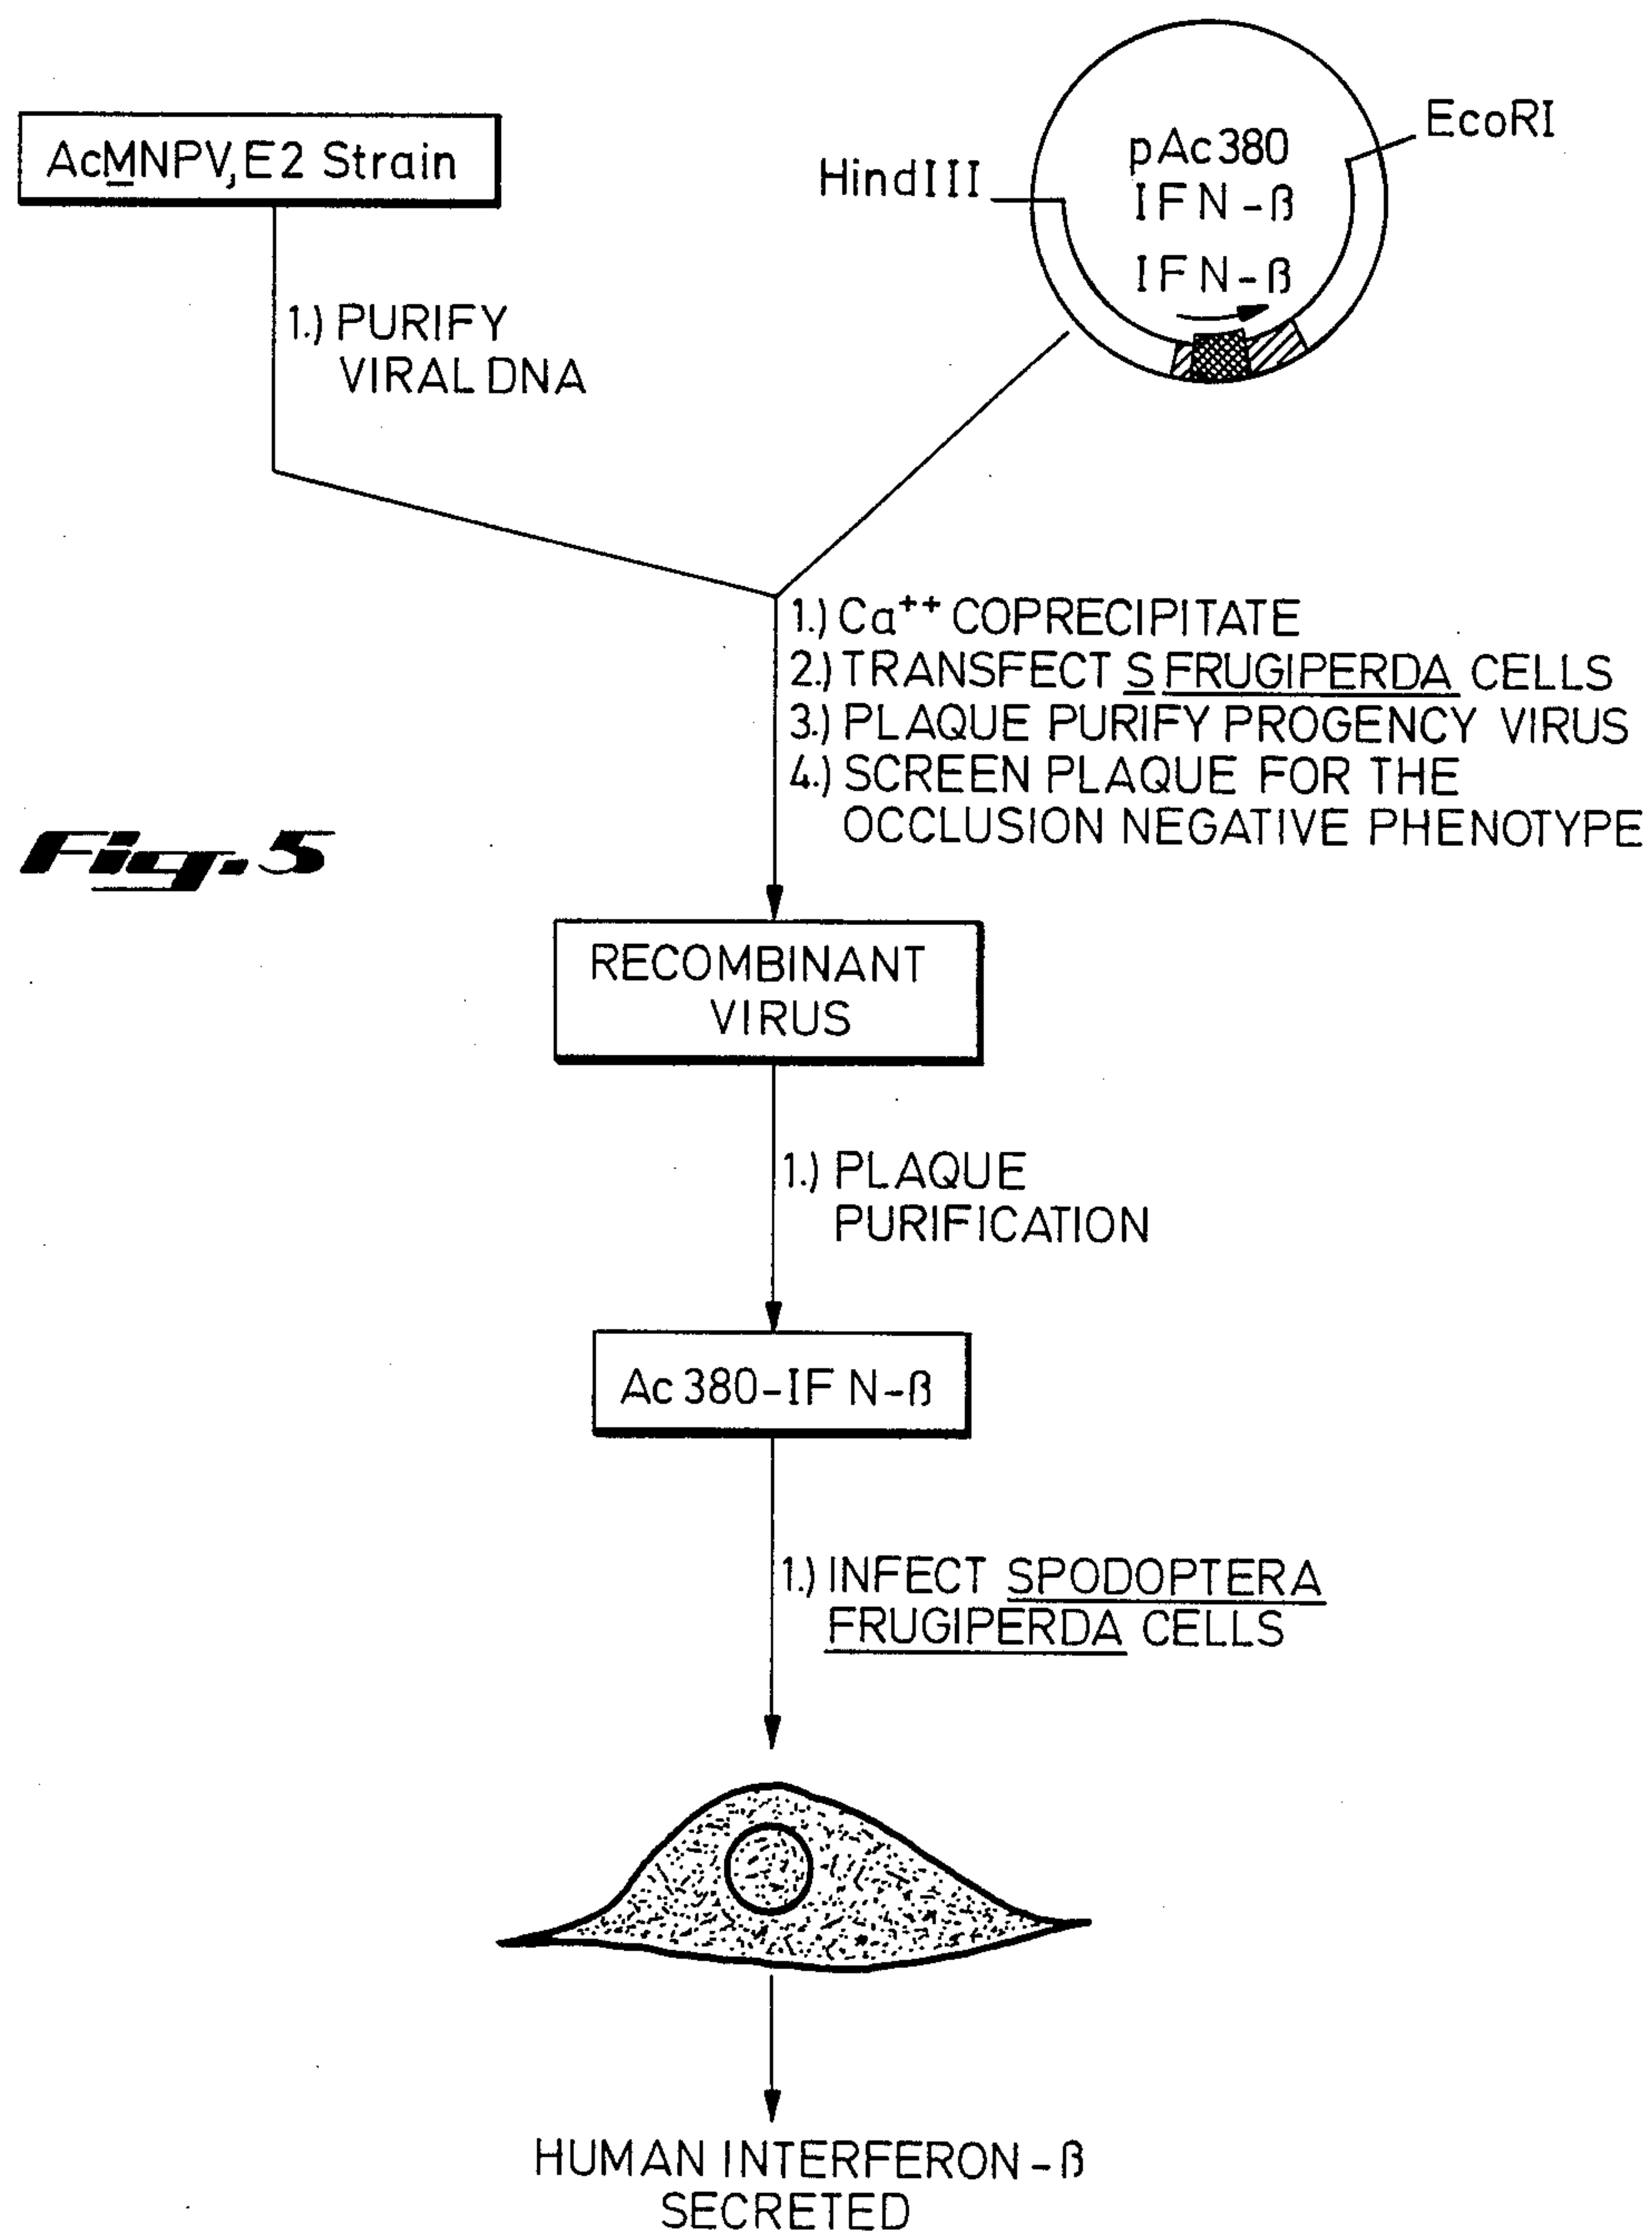 AcMNPV, E2 Strain
HindIII
EcoRI
pAc380
IFN-β
IFN-β
1.) PURIFY
VIRAL DNA
1.) Ca++ COPRECIPITATE
2.) TRANSFECT S FRUGIPERDA CELLS
3.) PLAQUE PURIFY PROGENCY VIRUS
4.) SCREEN PLAQUE FOR THE
OCCLUSION NEGATIVE PHENOTYPE
Fig. 5
RECOMBINANT
VIRUS
1.) PLAQUE
PURIFICATION
Ac 380-IF N-β
1.) INFECT SPODOPTERA
FRUGIPERDA CELLS
HUMAN INTERFERON-β
SECRETED